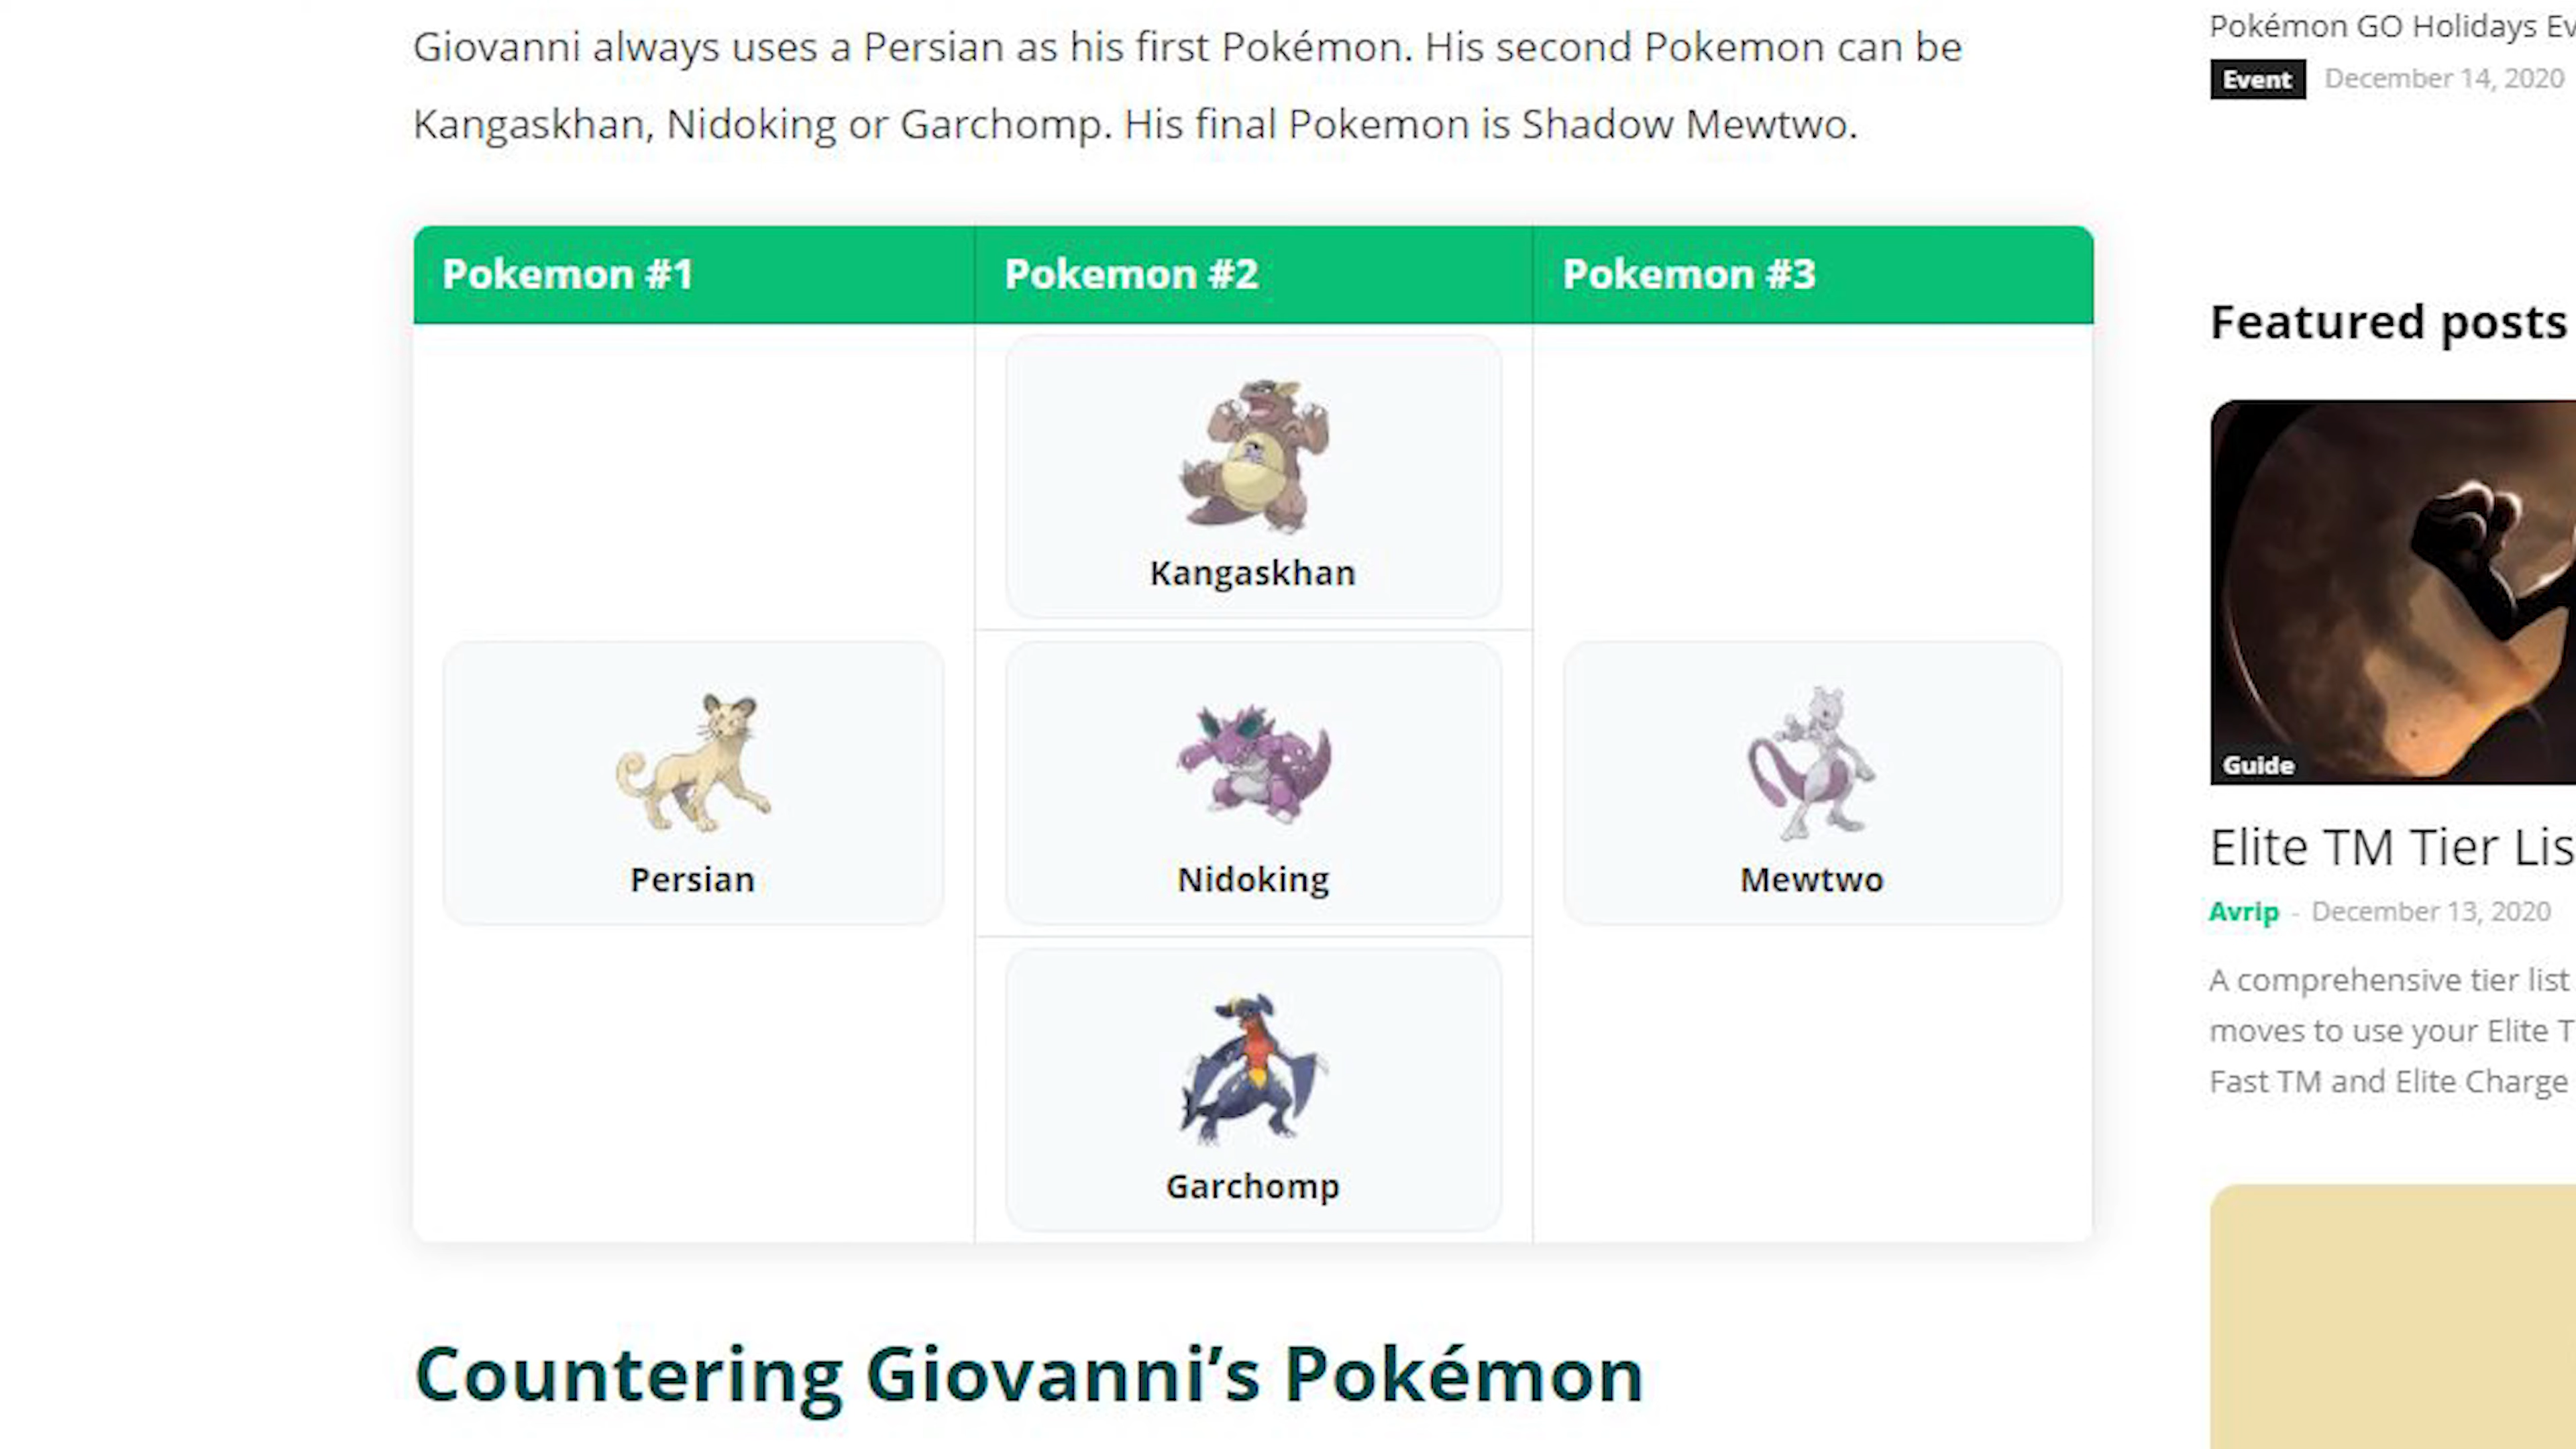 Giovanni always uses a Persian as his first Pokémon. His second Pokemon can be
Kangaskhan, Nidoking or Garchomp. His final Pokemon is Shadow Mewtwo.
Pokemon #1
Pokemon #2
Pokemon #3
Kangaskhan
Persian
Nidoking
Mewtwo
Garchomp
Countering Giovanni’s Pokémon
Pokémon GO Holidays Ev
Event December 14, 2020
Featured posts
Guide
Elite TM Tier Lis
Avrip - December 13, 2020
A comprehensive tier list
moves to use your Elite T
Fast TM and Elite Charge